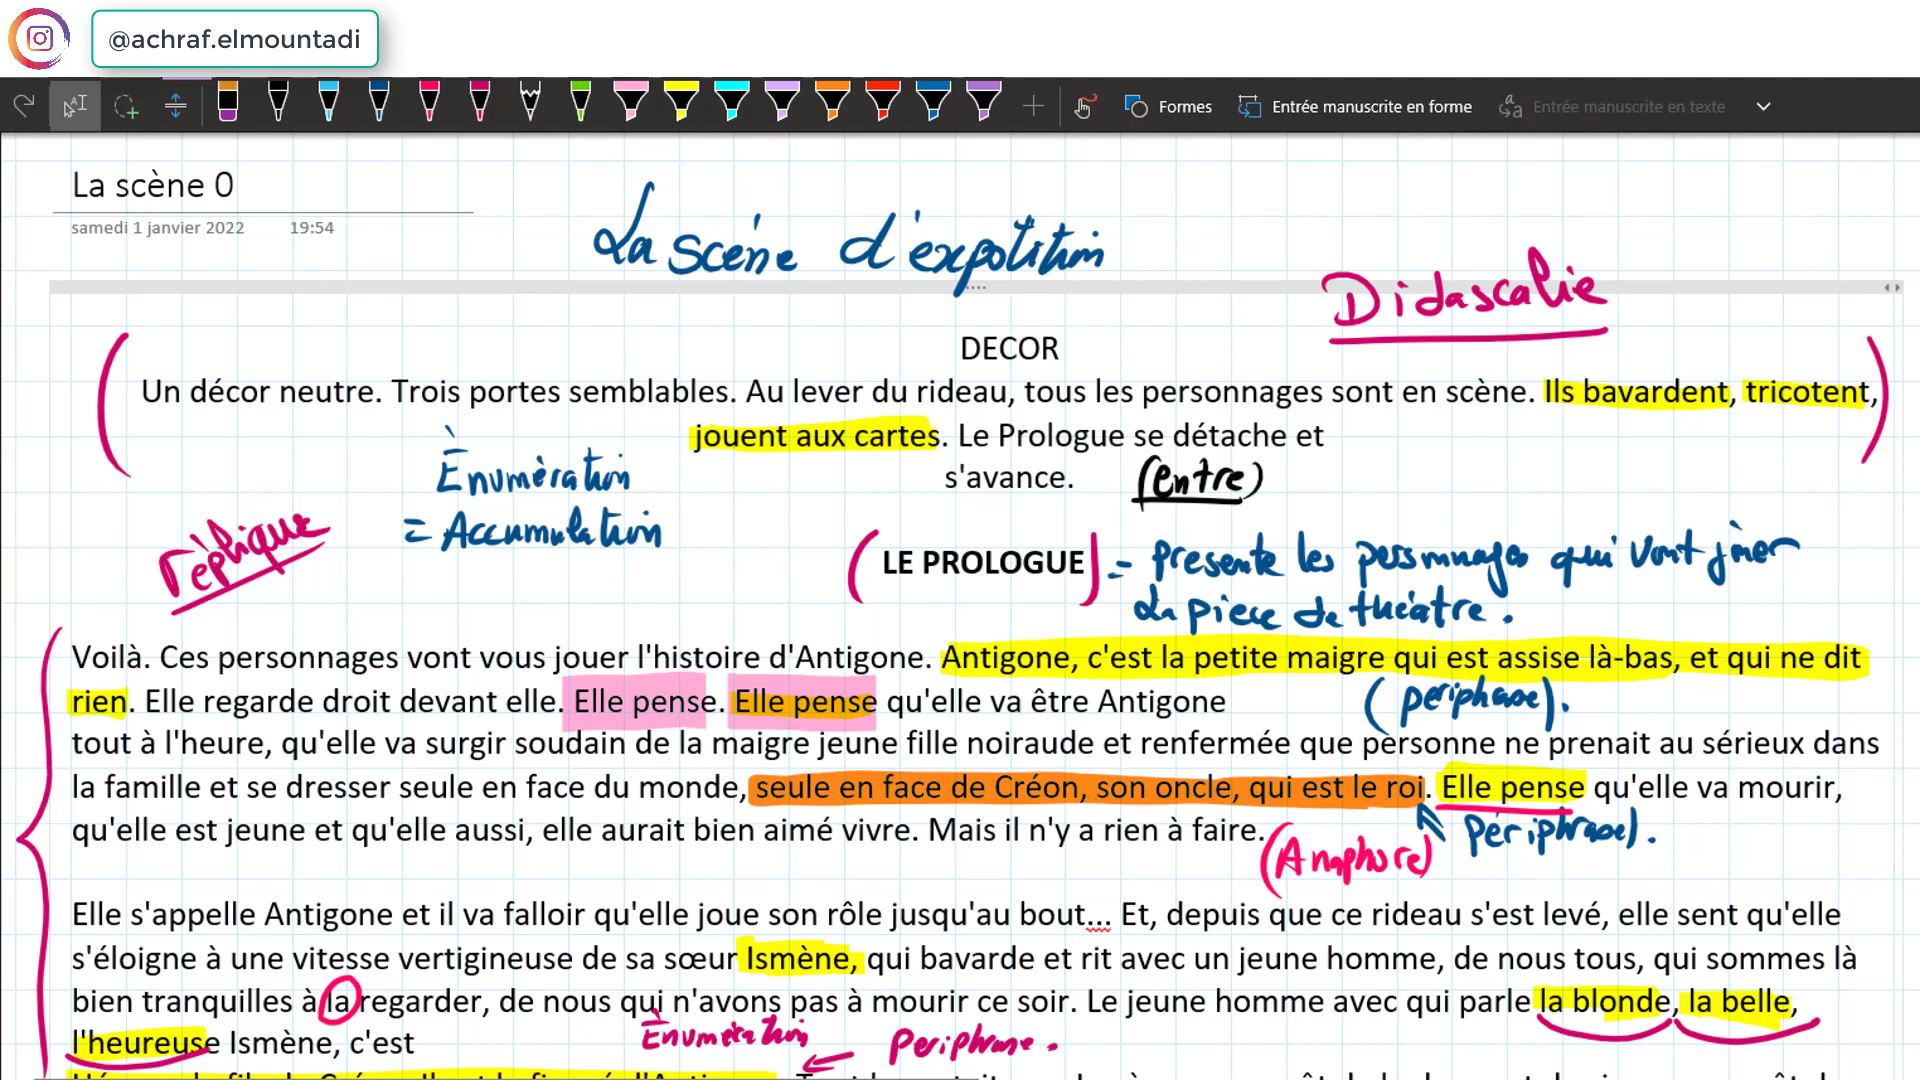 @achraf.elmountadi
Formes
Entrée manuscrite en forme
Entrée manuscrite en texte
La scène 0
samedi 1 janvier 2022 19:54
La scène d'expotition
Didascalie
DECOR
Un décor neutre. Trois portes semblables. Au lever du rideau, tous les personnages sont en scène. Ils bavardent, tricotent,
jouent aux cartes. Le Prologue se détache et
s'avance. (entre)
Énumération
= Accumulation
réplique
LE PROLOGUE = présente les personnages qui vont jouer
La pièce de théatre.
Voilà. Ces personnages vont vous jouer l'histoire d'Antigone. Antigone, c'est la petite maigre qui est assise là-bas, et qui ne dit
rien. Elle regarde droit devant elle. Elle pense. Elle pense qu'elle va être Antigone
(périphase).
tout à l'heure, qu'elle va surgir soudain de la maigre jeune fille noiraude et renfermée que personne ne prenait au sérieux dans
la famille et se dresser seule en face du monde, seule en face de Créon, son oncle, qui est le roi. Elle pense qu'elle va mourir,
qu'elle est jeune et qu'elle aussi, elle aurait bien aimé vivre. Mais il n'y a rien à faire.
(Anaphore)
périphrase).
Elle s'appelle Antigone et il va falloir qu'elle joue son rôle jusqu'au bout... Et, depuis que ce rideau s'est levé, elle sent qu'elle
s'éloigne à une vitesse vertigineuse de sa sœur Ismène, qui bavarde et rit avec un jeune homme, de nous tous, qui sommes là
bien tranquilles à la regarder, de nous qui n'avons pas à mourir ce soir. Le jeune homme avec qui parle la blonde, la belle,
l'heureuse Ismène, c'est
Énumération
Périphrase.